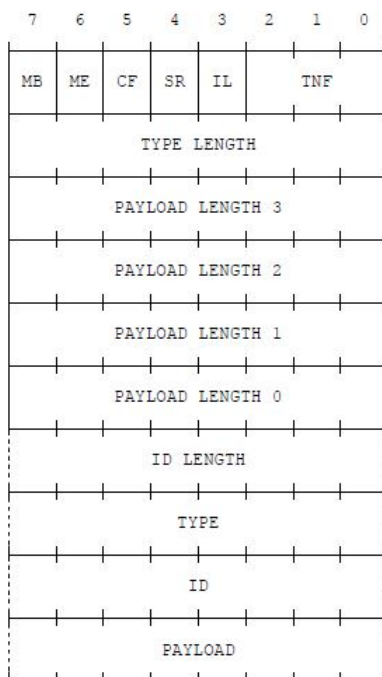 7 6 5 4 3 2 1 0
MB ME CF SR IL TNF
TYPE LENGTH
PAYLOAD LENGTH 3
PAYLOAD LENGTH 2
PAYLOAD LENGTH 1
PAYLOAD LENGTH 0
ID LENGTH
TYPE
ID
PAYLOAD